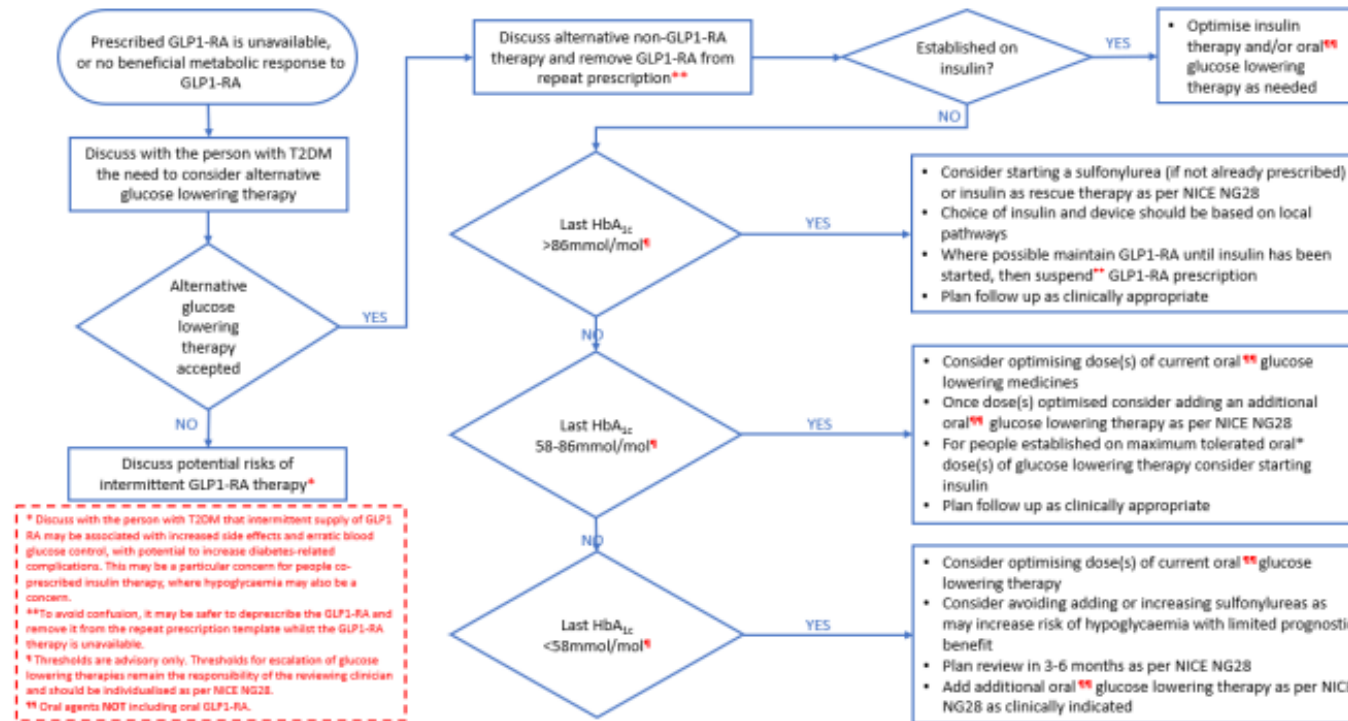 Prescribed GLP1-RA is unavailable,
or no beneficial metabolic response to
GLP1-RA
Discuss with the person with T2DM
the need to consider alternative
glucose lowering therapy
Alternative
glucose
lowering
therapy
accepted
YES
NO
Discuss potential risks of
intermittent GLP1-RA therapy*
* Discuss with the person with T2DM that intermittent supply of GLP1
RA may be associated with increased side effects and erratic blood
glucose control, with potential to increase diabetes-related
complications. This may be a particular concern for people co-
prescribed insulin therapy, where hypoglycaemia may also be a
concern.
**To avoid confusion, it may be safer to deprescribe the GLP1-RA and
remove it from the repeat prescription template whilst the GLP1-RA
therapy is unavailable.
¶ Thresholds are advisory only. Thresholds for escalation of glucose
lowering therapies remain the responsibility of the reviewing clinician
and should be individualised as per NICE NG28.
¶¶ Oral agents NOT including oral GLP1-RA.
Discuss alternative non-GLP1-RA
therapy and remove GLP1-RA from
repeat prescription**
Established on
insulin?
YES
• Optimise insulin
therapy and/or oral¶¶
glucose lowering
therapy as needed
NO
Last HbA1c
>86mmol/mol¶
YES
• Consider starting a sulfonylurea (if not already prescribed)
or insulin as rescue therapy as per NICE NG28
• Choice of insulin and device should be based on local
pathways
• Where possible maintain GLP1-RA until insulin has been
started, then suspend** GLP1-RA prescription
• Plan follow up as clinically appropriate
NO
Last HbA1c
58-86mmol/mol¶
YES
• Consider optimising dose(s) of current oral ¶¶ glucose
lowering medicines
• Once dose(s) optimised consider adding an additional
oral¶¶ glucose lowering therapy as per NICE NG28
• For people established on maximum tolerated oral*
dose(s) of glucose lowering therapy consider starting
insulin
• Plan follow up as clinically appropriate
NO
Last HbA1c
<58mmol/mol¶
YES
• Consider optimising dose(s) of current oral ¶¶ glucose
lowering therapy
• Consider avoiding adding or increasing sulfonylureas as
may increase risk of hypoglycaemia with limited prognostic
benefit
• Plan review in 3-6 months as per NICE NG28
• Add additional oral ¶¶ glucose lowering therapy as per NICE
NG28 as clinically indicated